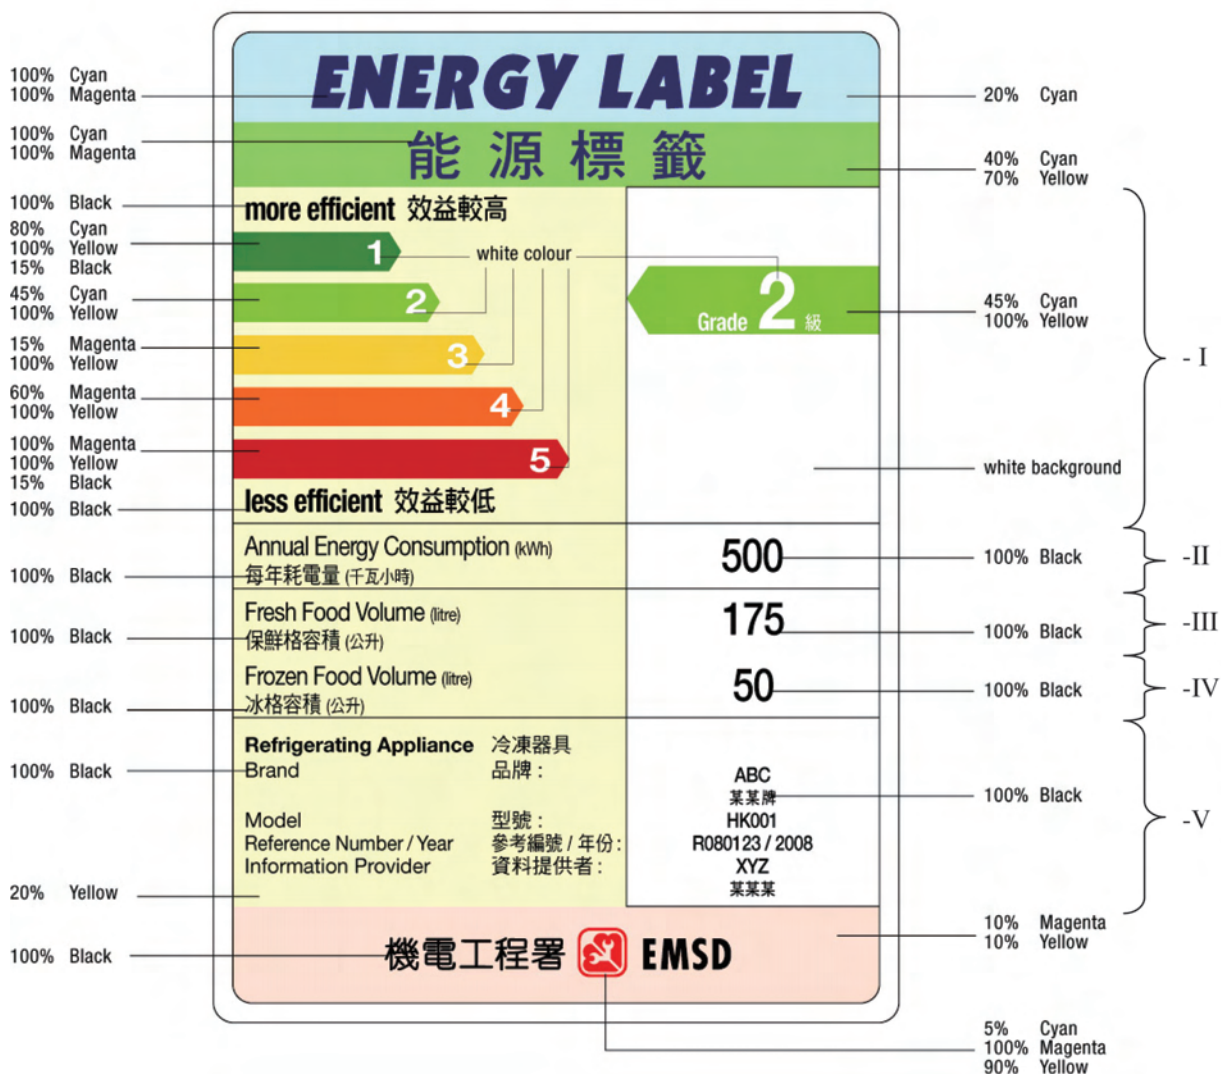 ENERGY LABEL
能源標籤
100% Cyan
100% Magenta
100% Cyan
100% Magenta
20% Cyan
40% Cyan
70% Yellow
100% Black
more efficient 效益較高
80% Cyan
100% Yellow
15% Black
1
white colour
45% Cyan
100% Yellow
2
Grade 2 級
45% Cyan
100% Yellow
15% Magenta
100% Yellow
3
- I
60% Magenta
100% Yellow
4
100% Magenta
100% Yellow
15% Black
5
white background
100% Black
less efficient 效益較低
Annual Energy Consumption (kWh)
每年耗電量 (千瓦小時)
500
100% Black
100% Black
-II
Fresh Food Volume (litre)
保鮮格容積 (公升)
175
100% Black
100% Black
-III
Frozen Food Volume (litre)
冰格容積 (公升)
50
100% Black
100% Black
-IV
Refrigerating Appliance 冷凍器具
100% Black
Brand 品牌 : ABC
某某牌
100% Black
Model 型號 : HK001
-V
Reference Number / Year 參考編號 / 年份 : R080123 / 2008
Information Provider 資料提供者 : XYZ
某某某
20% Yellow
10% Magenta
10% Yellow
100% Black
機電工程署 EMSD
5% Cyan
100% Magenta
90% Yellow